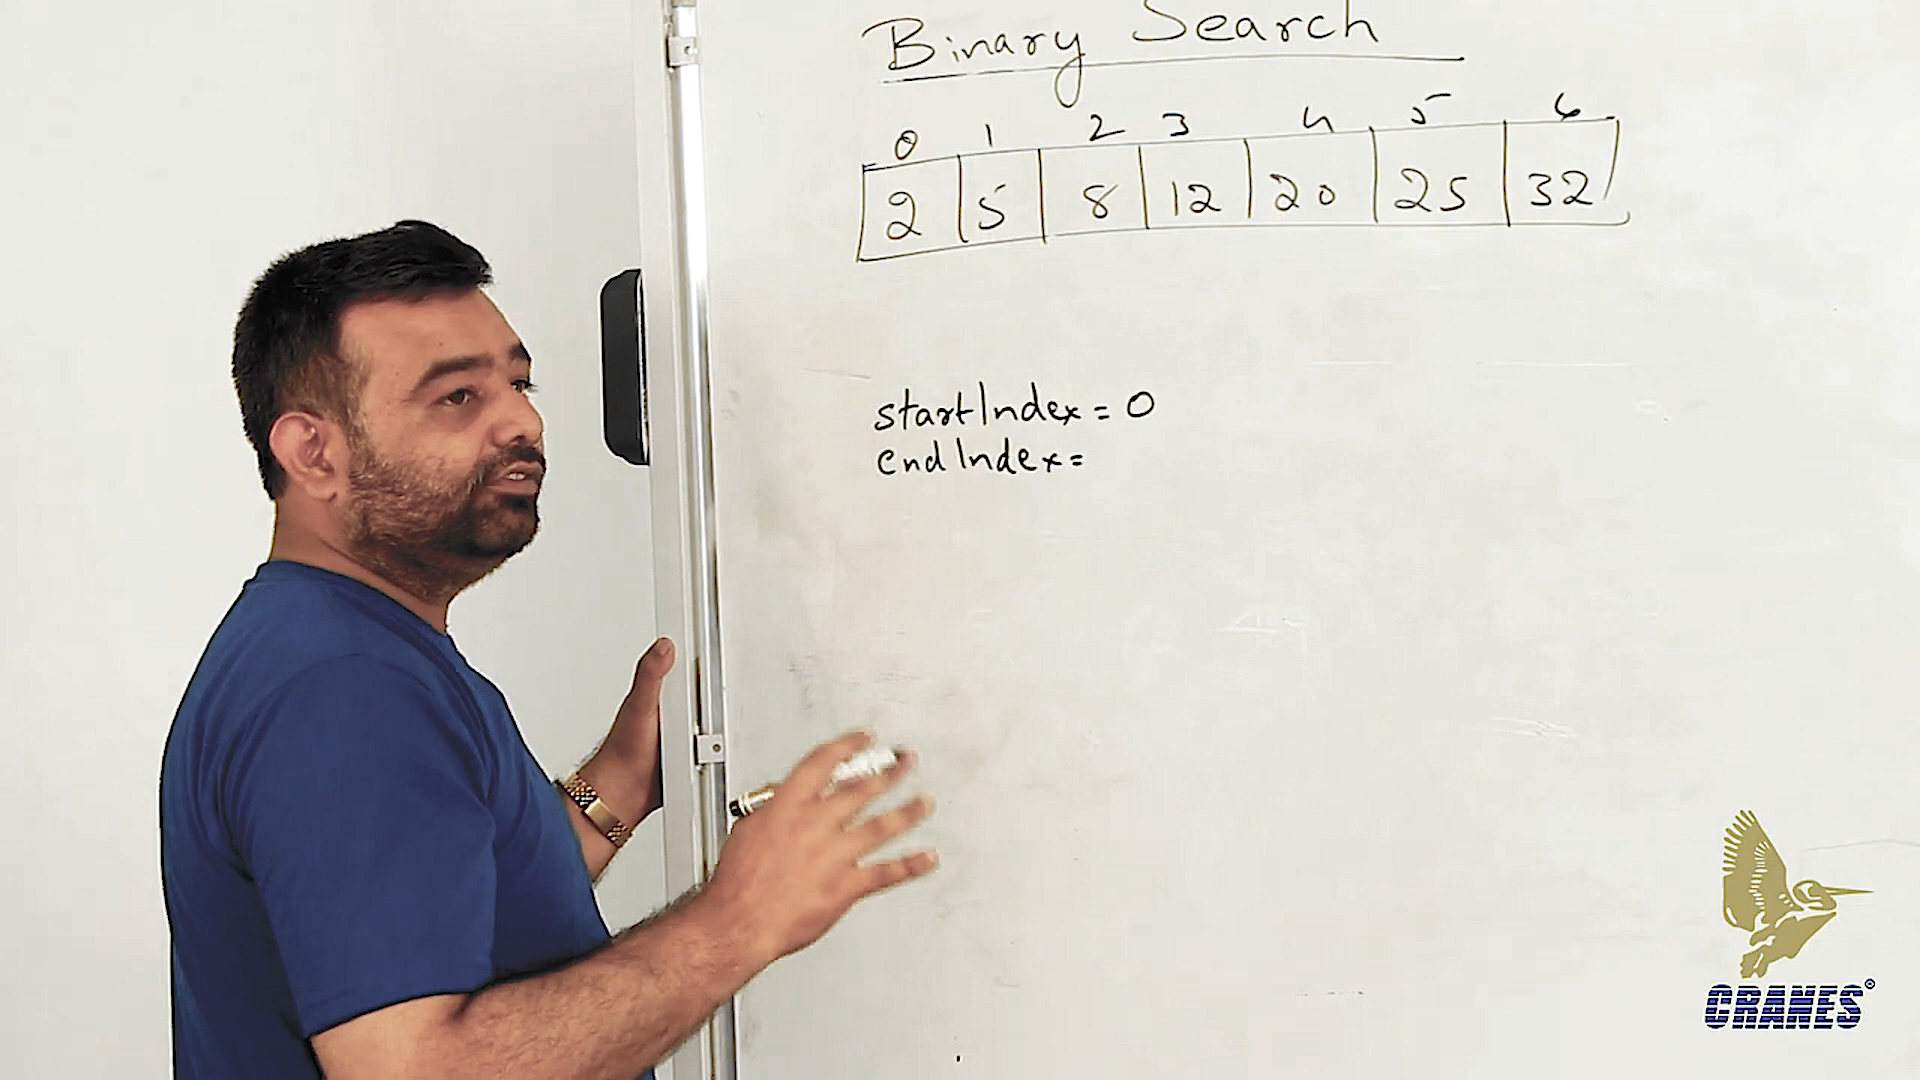 Binary Search
0 1 2 3 4 5 6
2 5 8 12 20 25 32
startIndex = 0
endIndex =
CRANES®